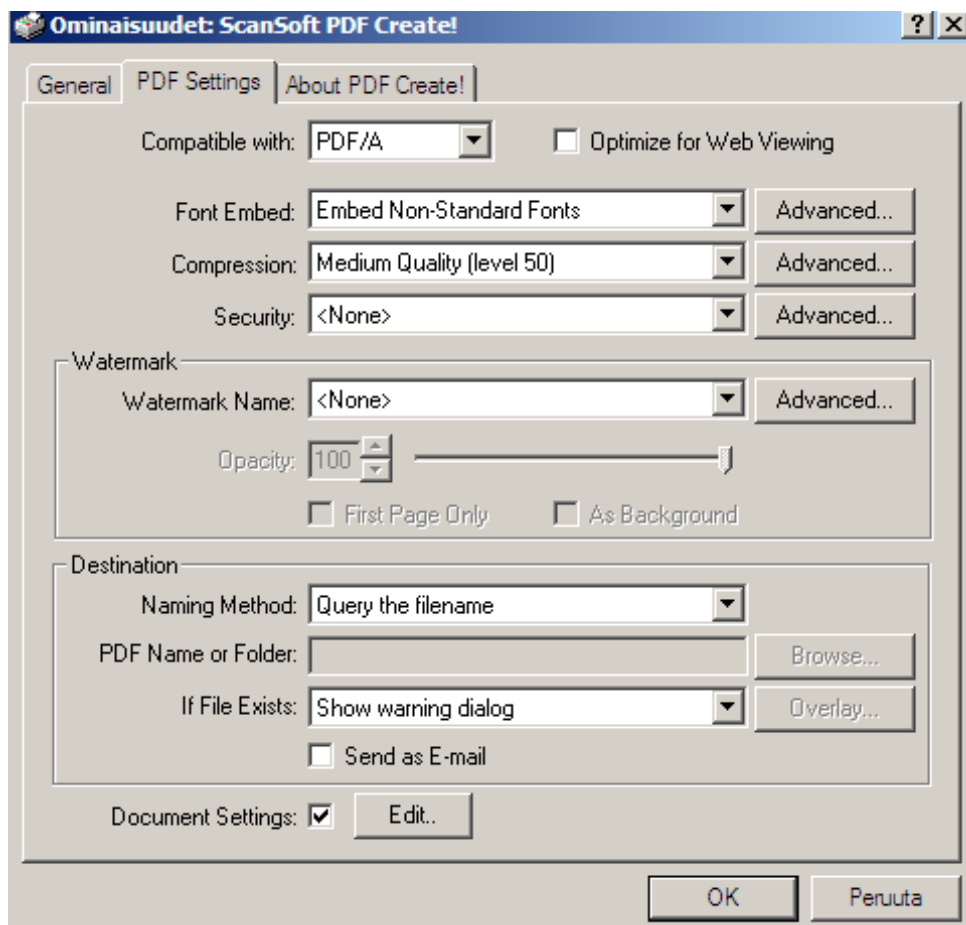 Ominaisuudet: ScanSoft PDF Create!
General PDF Settings About PDF Create!
Compatible with: PDF/A Optimize for Web Viewing
Font Embed: Embed Non-Standard Fonts Advanced...
Compression: Medium Quality (level 50) Advanced...
Security: <None> Advanced...
Watermark
Watermark Name: <None> Advanced...
Opacity: 100
First Page Only As Background
Destination
Naming Method: Query the filename
PDF Name or Folder: Browse...
If File Exists: Show warning dialog Overlay...
Send as E-mail
Document Settings: Edit..
OK Peruuta